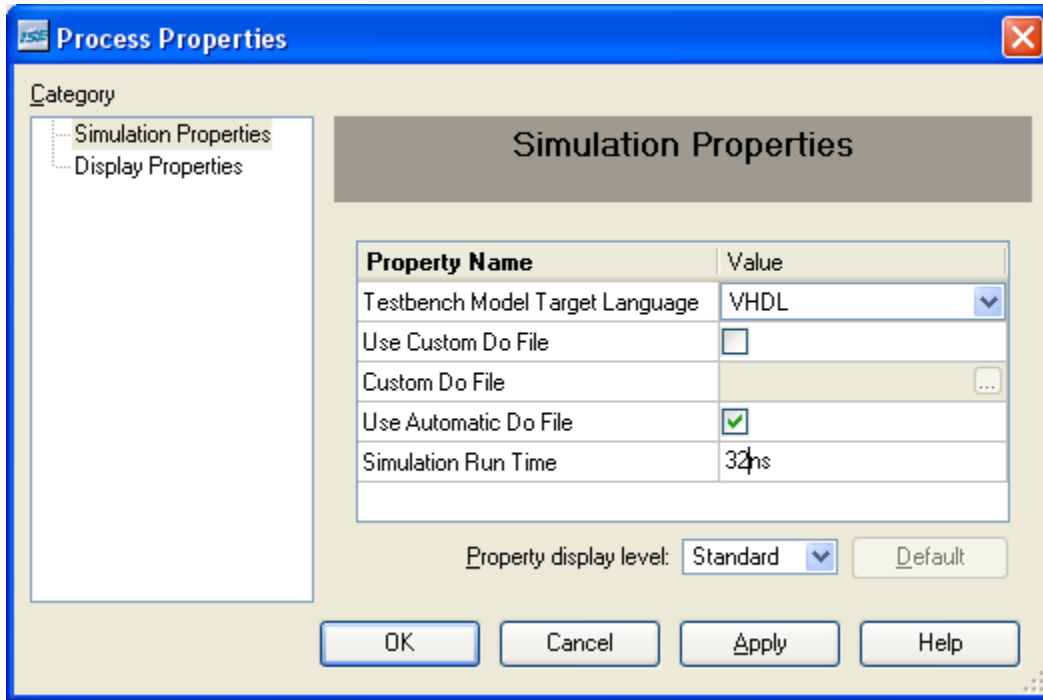 ISE Process Properties
Category
Simulation Properties
Display Properties
Simulation Properties
Property Name Value
Testbench Model Target Language VHDL
Use Custom Do File
Custom Do File ...
Use Automatic Do File
Simulation Run Time 32ns
Property display level: Standard Default
OK Cancel Apply Help